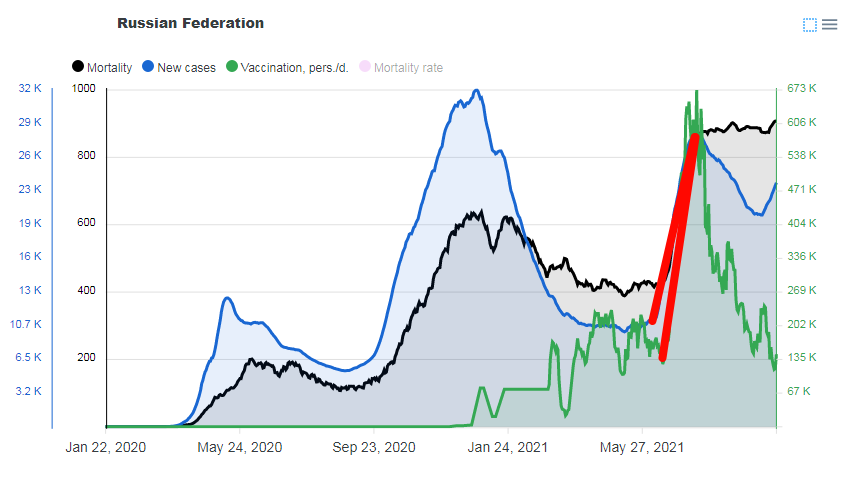 Russian Federation
Mortality New cases Vaccination, pers./d. Mortality rate
32 K 1000 673 K
29 K 800 606 K
26 K 600 538 K
23 K 400 471 K
19 K 200 404 K
16 K 336 K
13 K 269 K
10.7 K 202 K
6.5 K 135 K
3.2 K 67 K
Jan 22, 2020 May 24, 2020 Sep 23, 2020 Jan 24, 2021 May 27, 2021